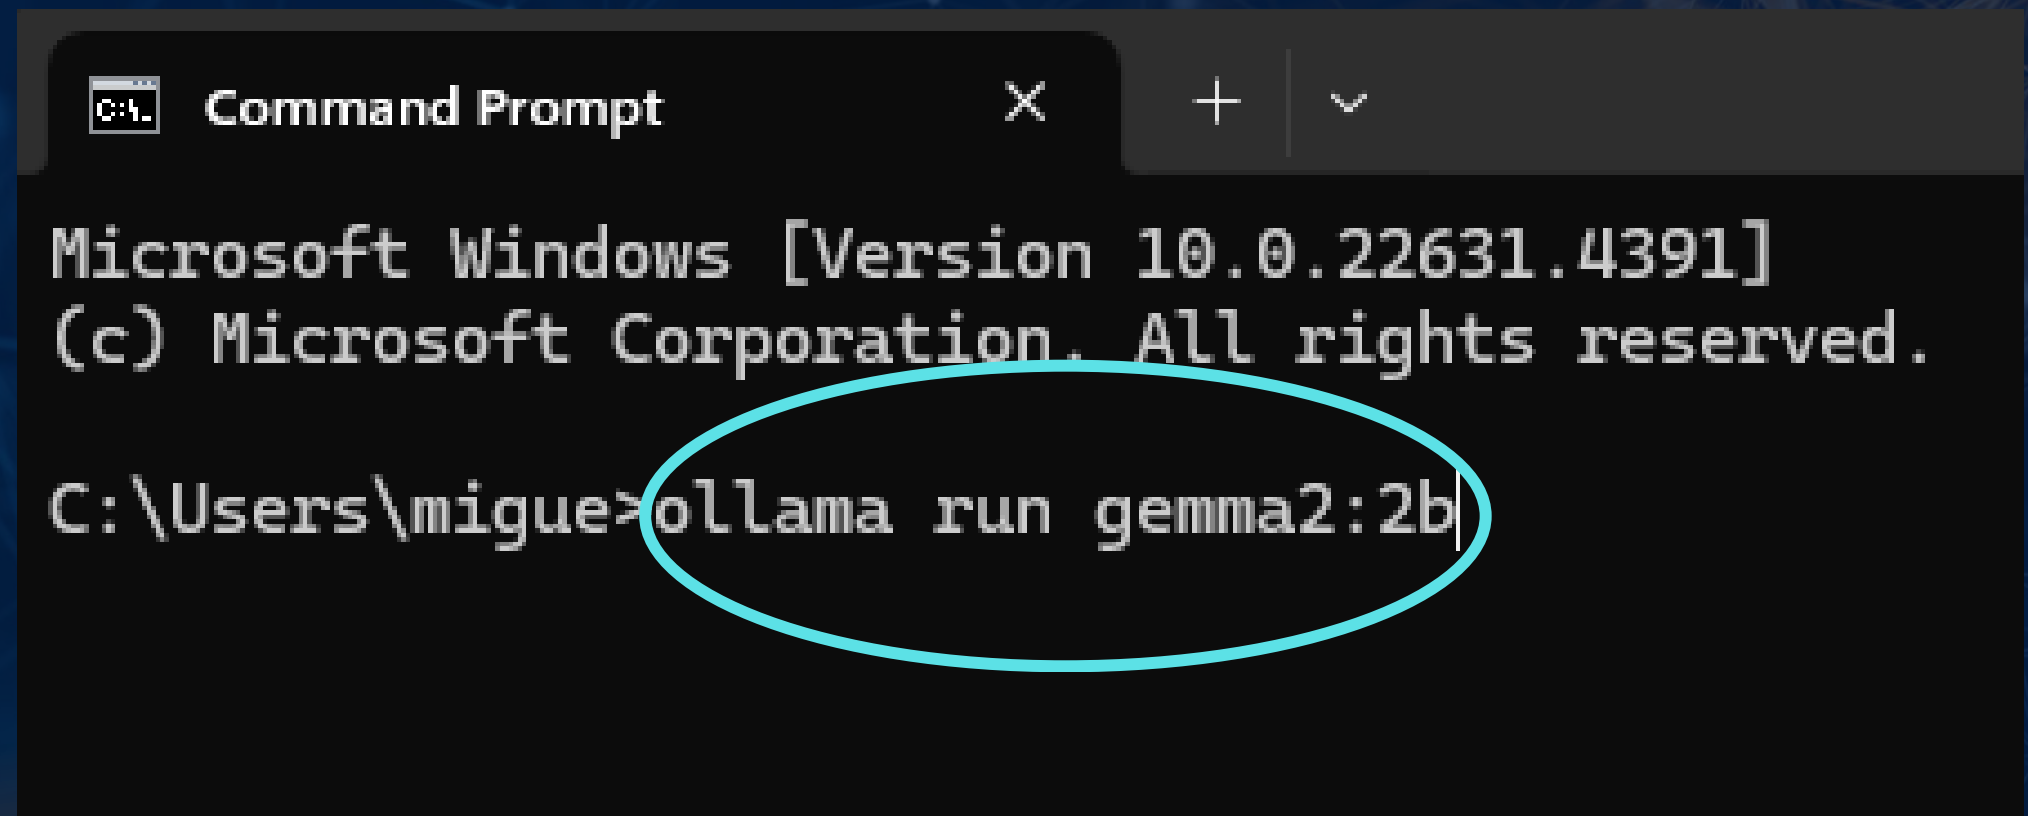 C:\.
Command Prompt
Microsoft Windows [Version 10.0.22631.4391]
(c) Microsoft Corporation. All rights reserved.
C:\Users\migue>ollama run gemma2:2b